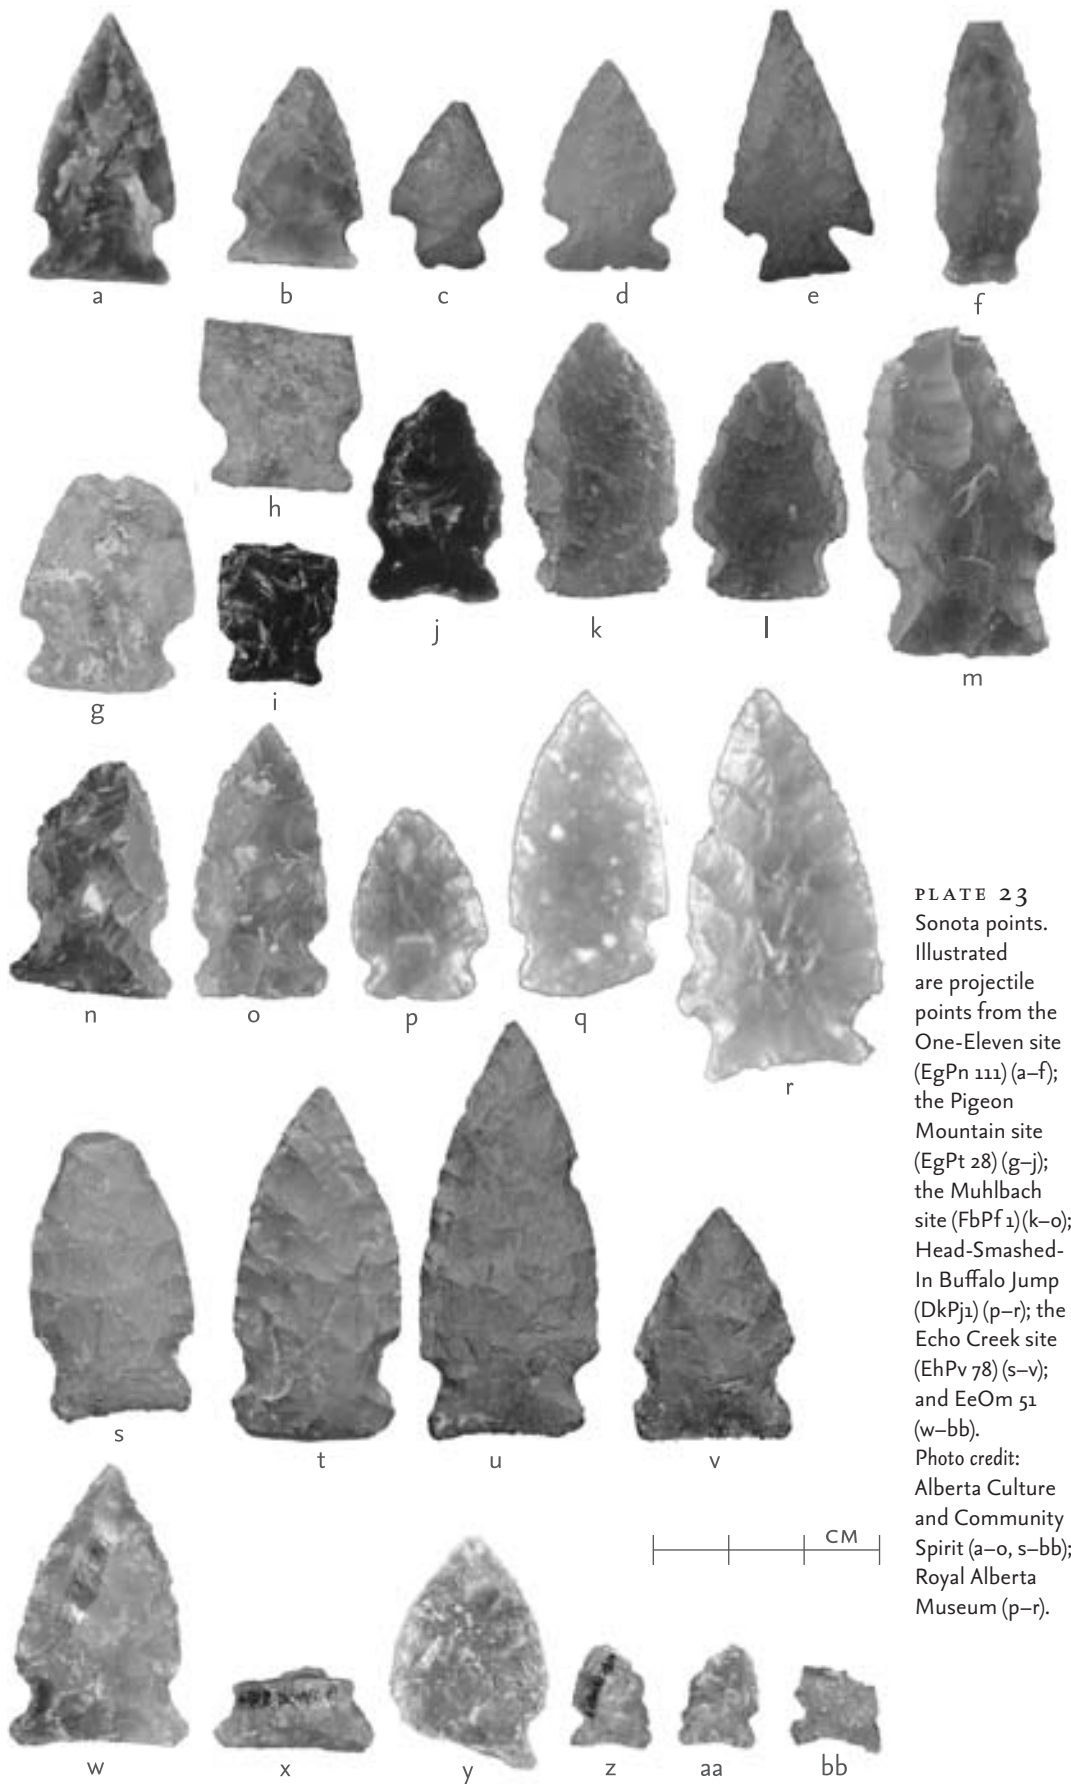 a b c d e f
h
g i j k l m
n o p q r
s t u v
CM
w x y z aa bb
PLATE 23
Sonota points.
Illustrated
are projectile
points from the
One-Eleven site
(EgPn 111) (a–f);
the Pigeon
Mountain site
(EgPt 28) (g–j);
the Muhlbach
site (FbPf 1) (k–o);
Head-Smashed-
In Buffalo Jump
(DkPj1) (p–r); the
Echo Creek site
(EhPv 78) (s–v);
and EeOm 51
(w–bb).
Photo credit:
Alberta Culture
and Community
Spirit (a–o, s–bb);
Royal Alberta
Museum (p–r).